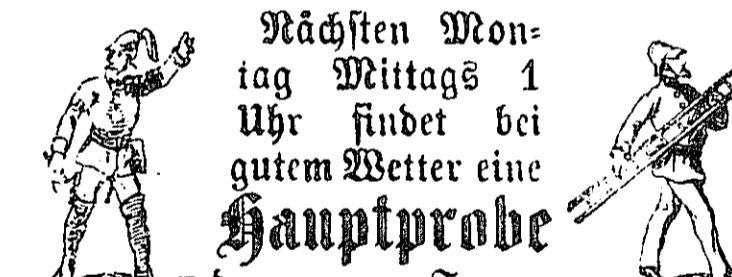 Nächsten Mon=
tag Mittags 1
Uhr findet bei
gutem Wetter eine
Hauptprobe